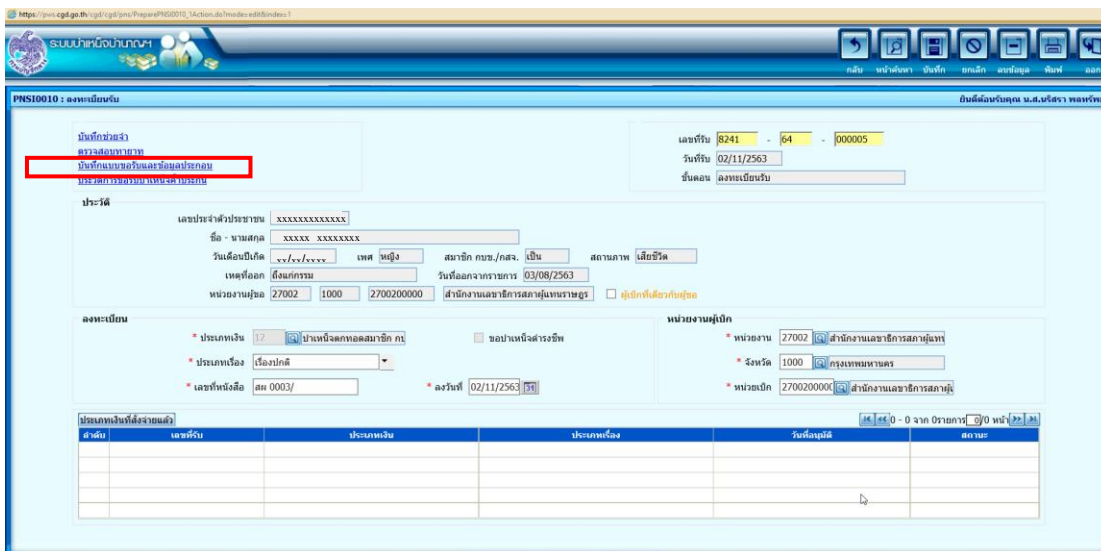 https://pws.cgd.go.th/cgd/cgd/pns/PreparePNSI0010_1Action.do?mode=edit&index=1
ระบบบำเหน็จบำนาญฯ
กลับ หน้าค้นหา บันทึก ยกเลิก ลบข้อมูล พิมพ์ ออก
PNSI0010 : ลงทะเบียนรับ ยินดีต้อนรับคุณ น.ส.นริสรา
บันทึกช่วยจำ
ตรวจสอบทายาท
บันทึกแบบขอรับและข้อมูลประกอบ
ประวัติการขอรับบำเหน็จค้ำประกัน
เลขที่รับ 8241 - 64 - 000005
วันที่รับ 02/11/2563
ขั้นตอน ลงทะเบียนรับ
ประวัติ
เลขประจำตัวประชาชน xxxxxxxxxxxxx
ชื่อ - นามสกุล xxxxx xxxxxxxx
วันเดือนปีเกิด xx/xx/xxxx เพศ หญิง สมาชิก กบข./กสจ. เป็น สถานภาพ เสียชีวิต
เหตุที่ออก ถึงแก่กรรม วันที่ออกจากราชการ 03/08/2563
หน่วยงานผู้ขอ 27002 1000 2700200000 สำนักงานเลขาธิการสภาผู้แทนราษฎร ผู้เบิกที่เดียวกับผู้ขอ
ลงทะเบียน
* ประเภทเงิน 17 บำเหน็จตกทอดสมาชิก กบ ขอบำเหน็จดำรงชีพ
* ประเภทเรื่อง เรื่องปกติ
* เลขที่หนังสือ สผ 0003/ * ลงวันที่ 02/11/2563
หน่วยงานผู้เบิก
* หน่วยงาน 27002 สำนักงานเลขาธิการสภาผู้แท
* จังหวัด 1000 กรุงเทพมหานคร
* หน่วยเบิก 270020000 สำนักงานเลขาธิการสภาผู้
ประเภทเงินที่สั่งจ่ายแล้ว 0 - 0 จาก 0รายการ 0/0 หน้า
ลำดับ เลขที่รับ ประเภทเงิน ประเภทเรื่อง วันที่อนุมัติ สถานะ